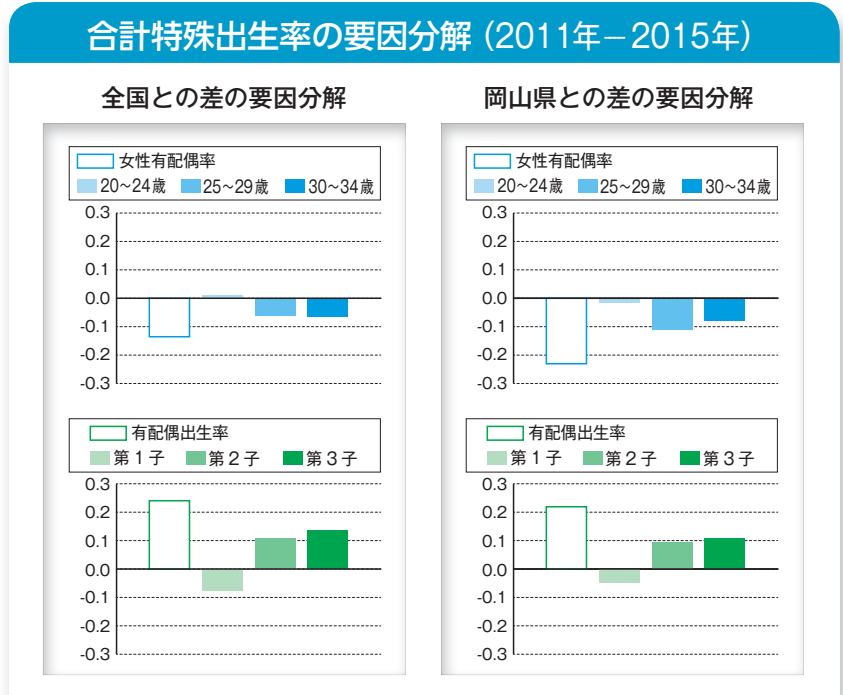 合計特殊出生率の要因分解（2011年−2015年）
全国との差の要因分解
女性有配偶率
20~24歳 25~29歳 30~34歳
0.3
0.2
0.1
0.0
-0.1
-0.2
-0.3
有配偶出生率
第１子 第２子 第３子
0.3
0.2
0.1
0.0
-0.1
-0.2
-0.3
岡山県との差の要因分解
女性有配偶率
20~24歳 25~29歳 30~34歳
0.3
0.2
0.1
0.0
-0.1
-0.2
-0.3
有配偶出生率
第１子 第２子 第３子
0.3
0.2
0.1
0.0
-0.1
-0.2
-0.3